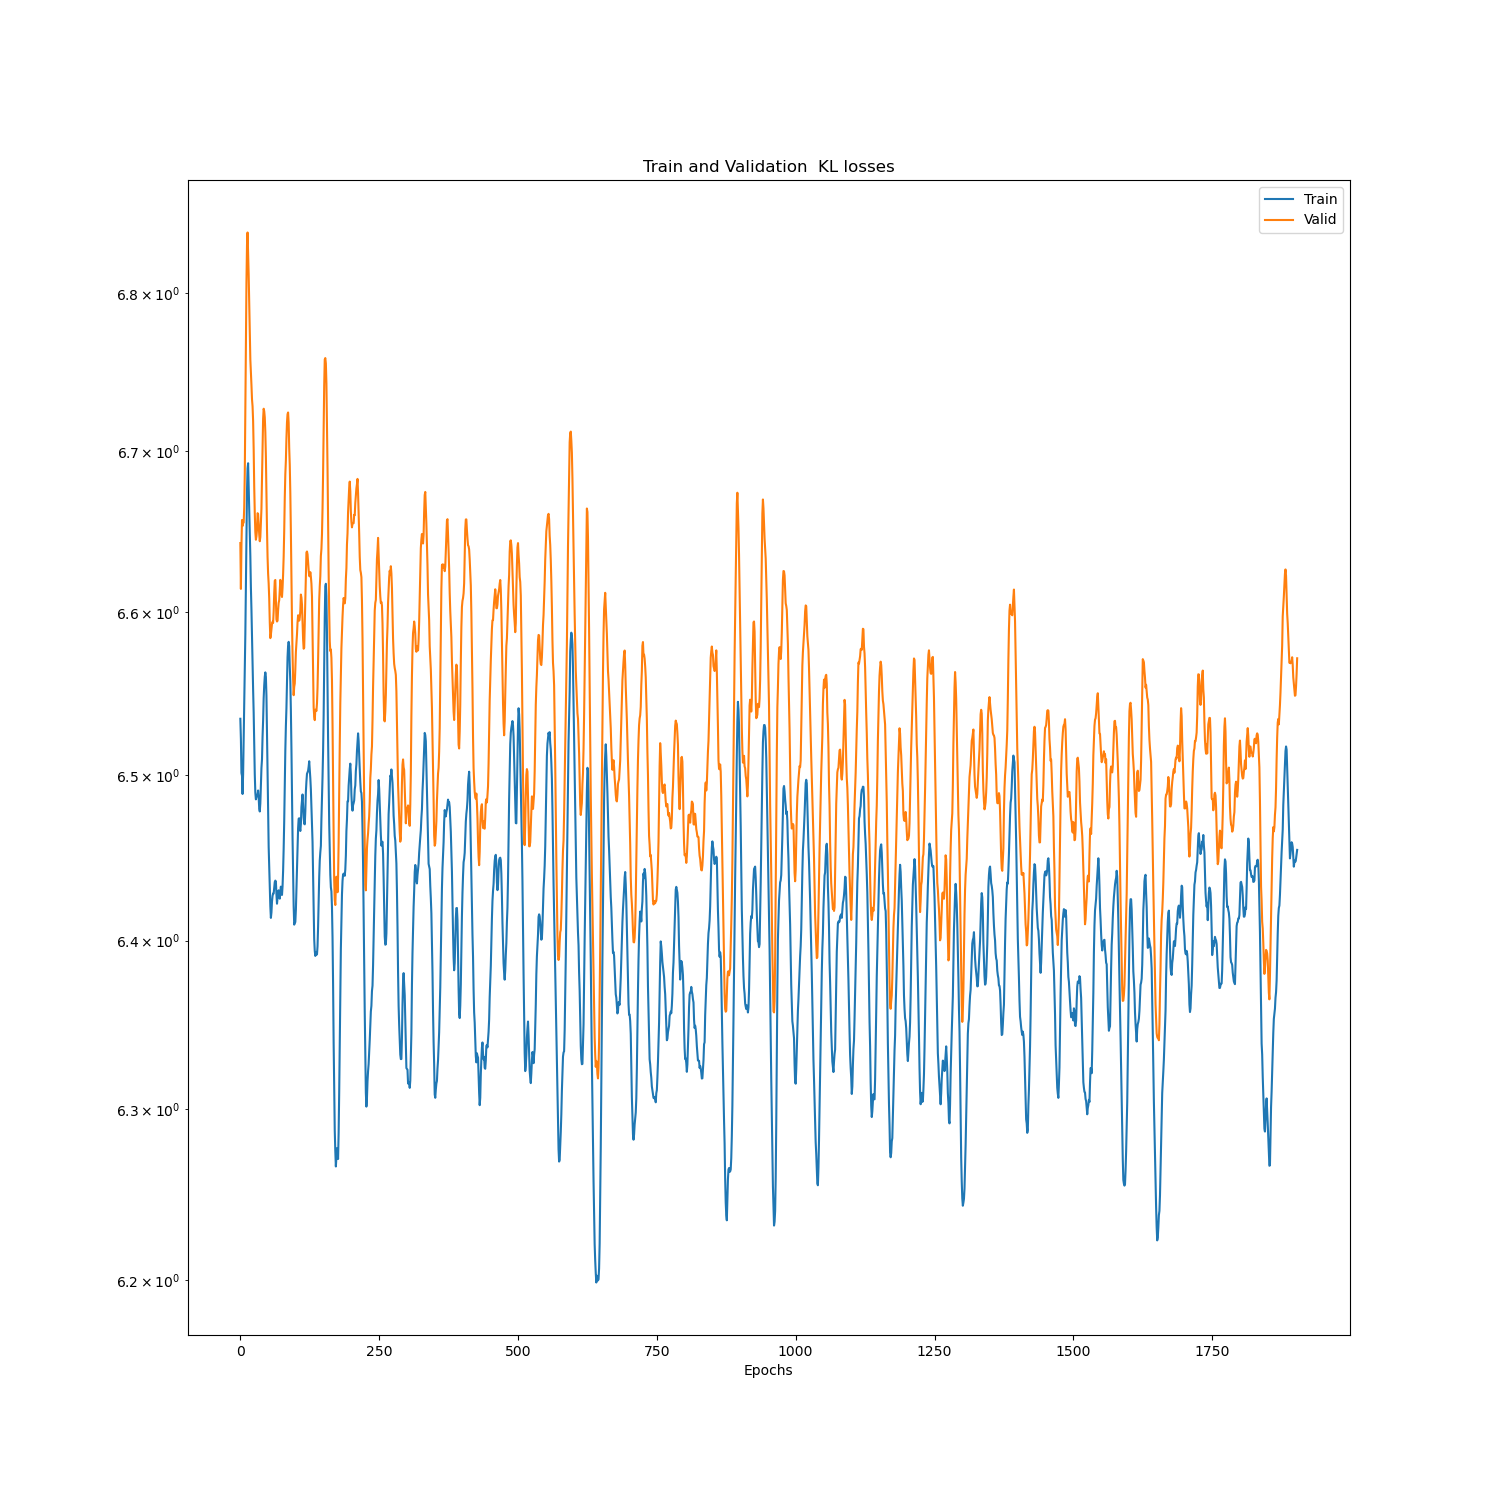 Train and Validation  KL losses
Train
Valid
6.8 × 10⁰
6.7 × 10⁰
6.6 × 10⁰
6.5 × 10⁰
6.4 × 10⁰
6.3 × 10⁰
6.2 × 10⁰
0 250 500 750 1000 1250 1500 1750
Epochs